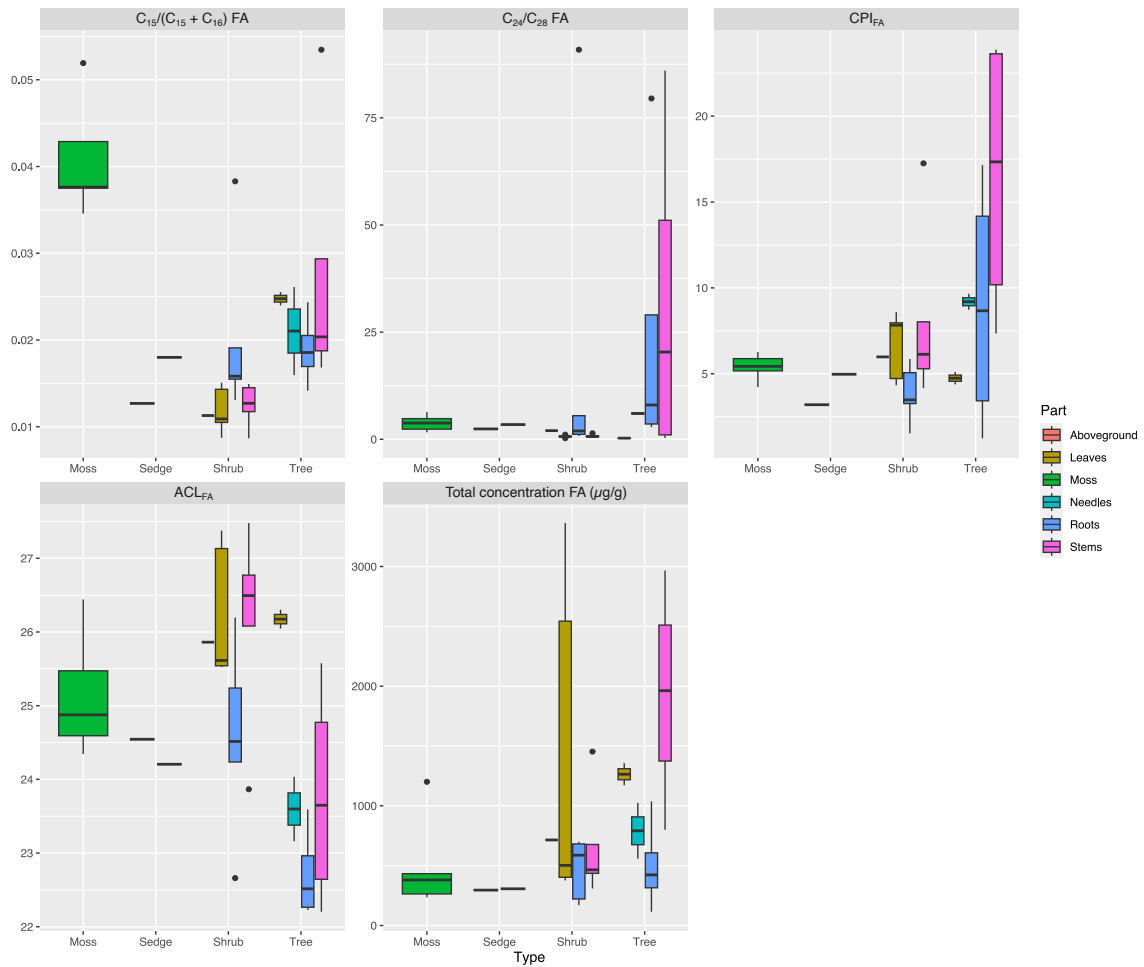 C₁₅/(C₁₅ + C₁₆) FA
C₂₄/C₂₈ FA
CPI_FA
0.05
0.04
0.03
0.02
0.01
75
50
25
0
20
15
10
5
Moss Sedge Shrub Tree
Moss Sedge Shrub Tree
Moss Sedge Shrub Tree
ACL_FA
Total concentration FA (µg/g)
27
26
25
24
23
22
3000
2000
1000
0
Moss Sedge Shrub Tree
Moss Sedge Shrub Tree
Type
Part
Aboveground
Leaves
Moss
Needles
Roots
Stems